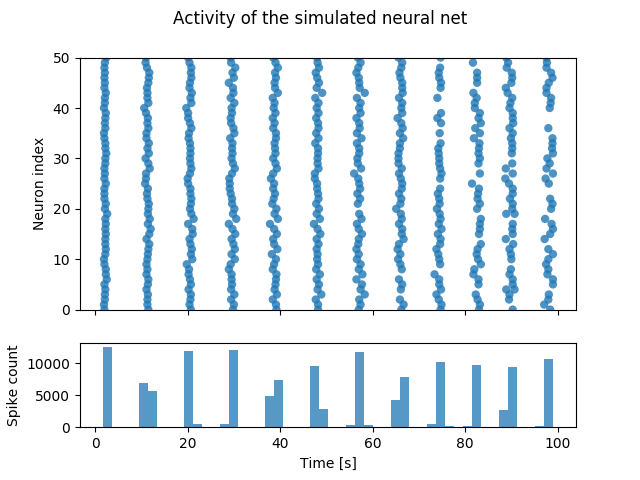 Activity of the simulated neural net
50
40
30
20
10
0
Neuron index
10000
5000
0
Spike count
0 20 40 60 80 100
Time [s]